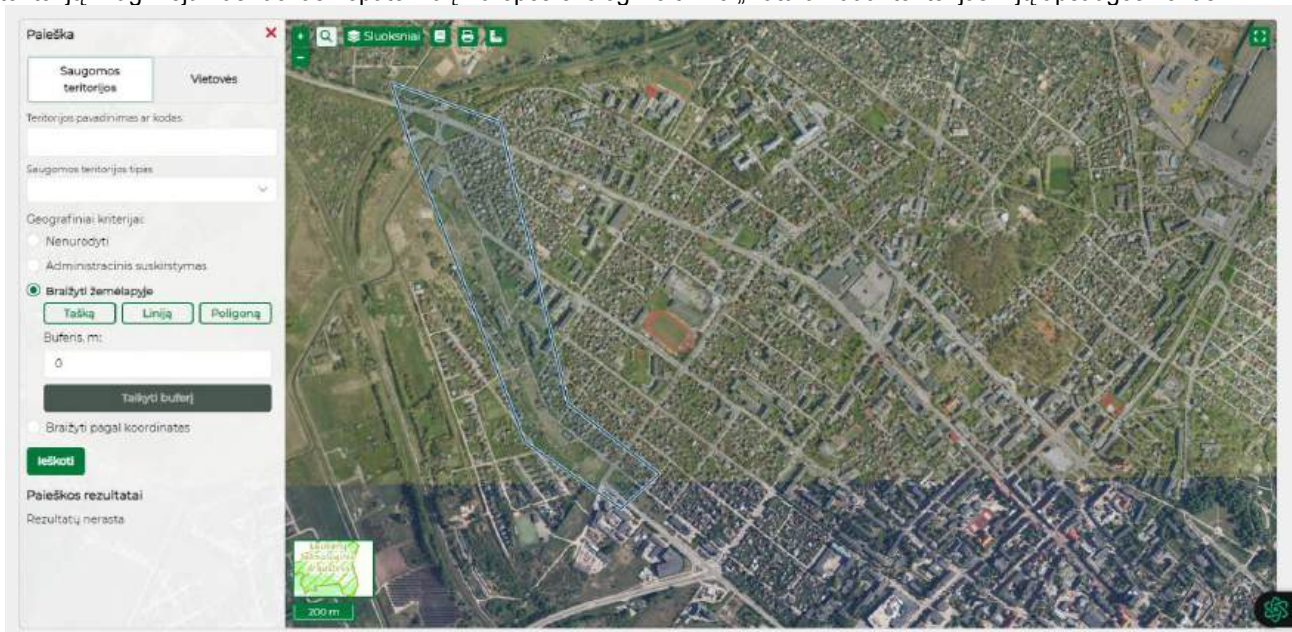 Paieška
Saugomos teritorijos
Vietovės
Teritorijos pavadinimas ar kodas
Saugomos teritorijos tipas
Geografiniai kriterijai:
Nenurodyti
Administracinis suskirstymas
Braižyti žemėlapyje
Tašką
Liniją
Poligoną
Buferis, m:
0
Taikyti buferį
Braižyti pagal koordinates
Ieškoti
Paieškos rezultatai
Rezultatų nerasta
+
Sluoksniai
−
200 m